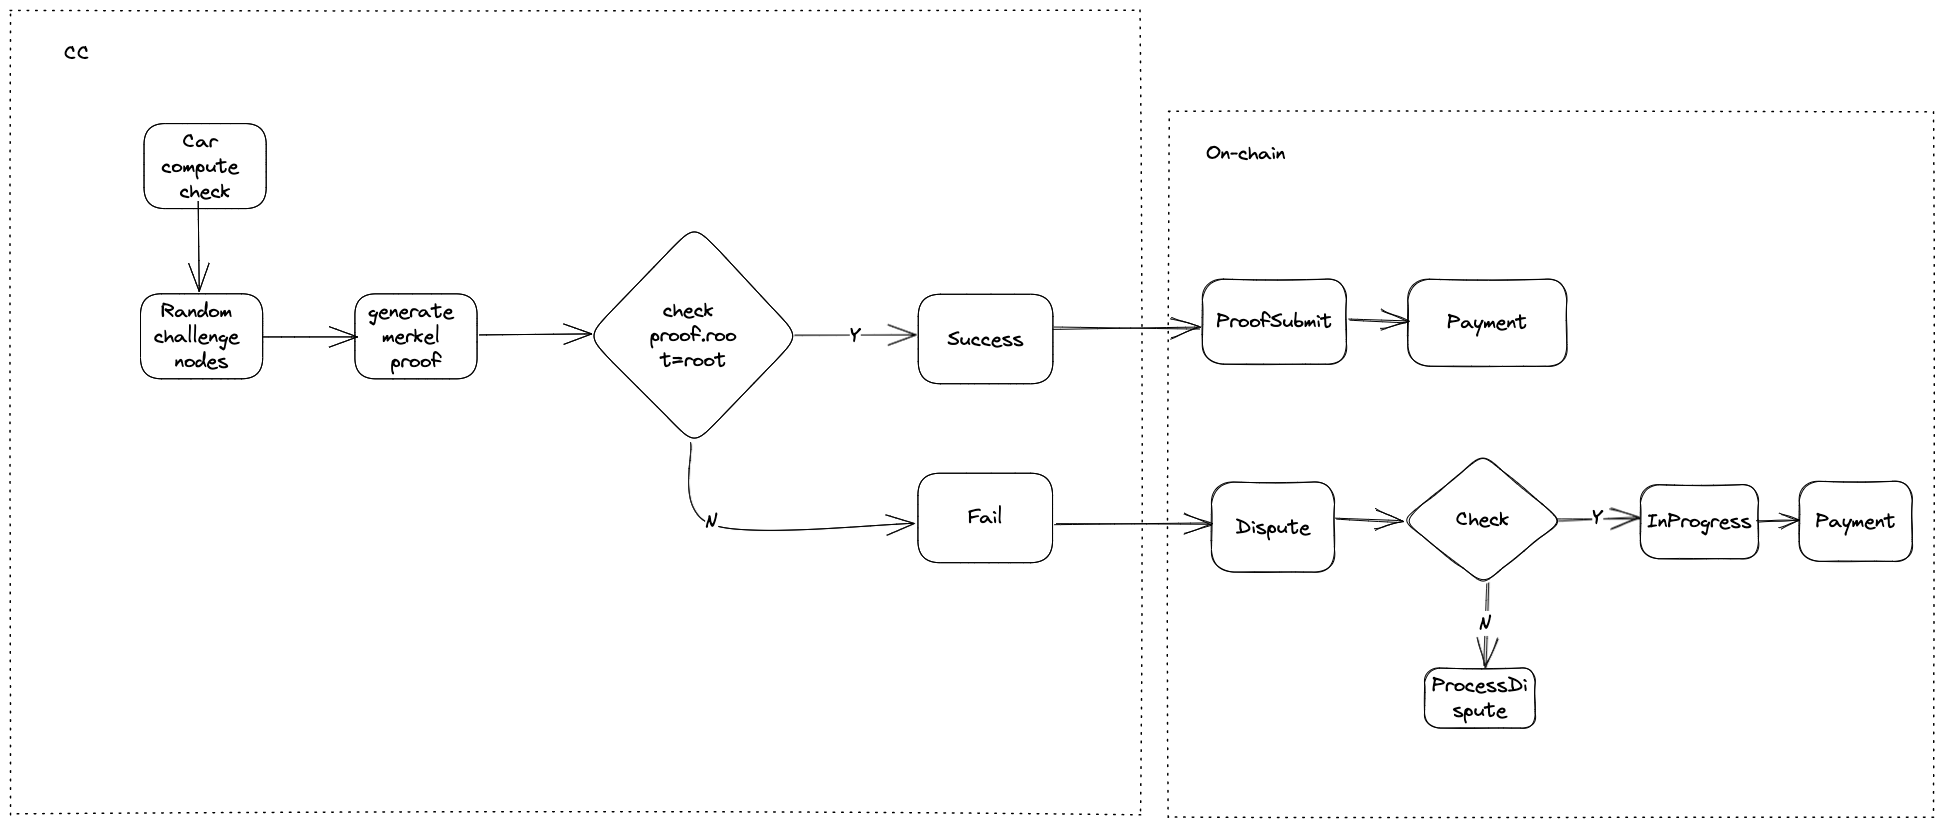 CC
Car
compute
check
Random
challenge
nodes
generate
merkel
proof
check
proof.roo
t=root
Y
Success
N
Fail
On-chain
ProofSubmit
Payment
Dispute
Check
Y
InProgress
Payment
N
ProcessDi
spute